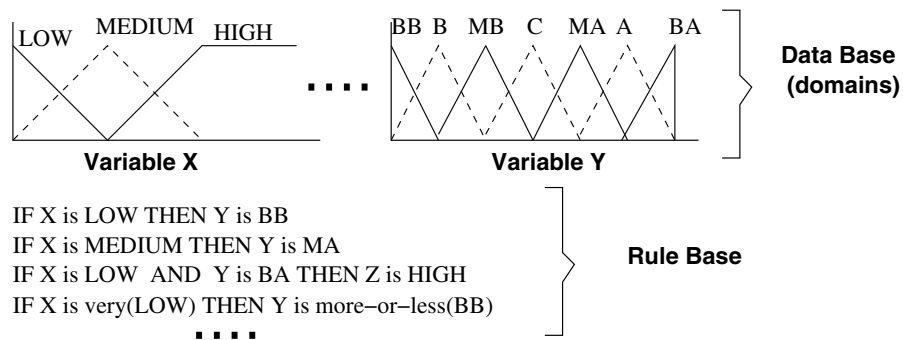 LOW MEDIUM HIGH BB B MB C MA A BA
Data Base
(domains)
Variable X Variable Y
IF X is LOW THEN Y is BB
IF X is MEDIUM THEN Y is MA
IF X is LOW AND Y is BA THEN Z is HIGH
IF X is very(LOW) THEN Y is more−or−less(BB)
Rule Base